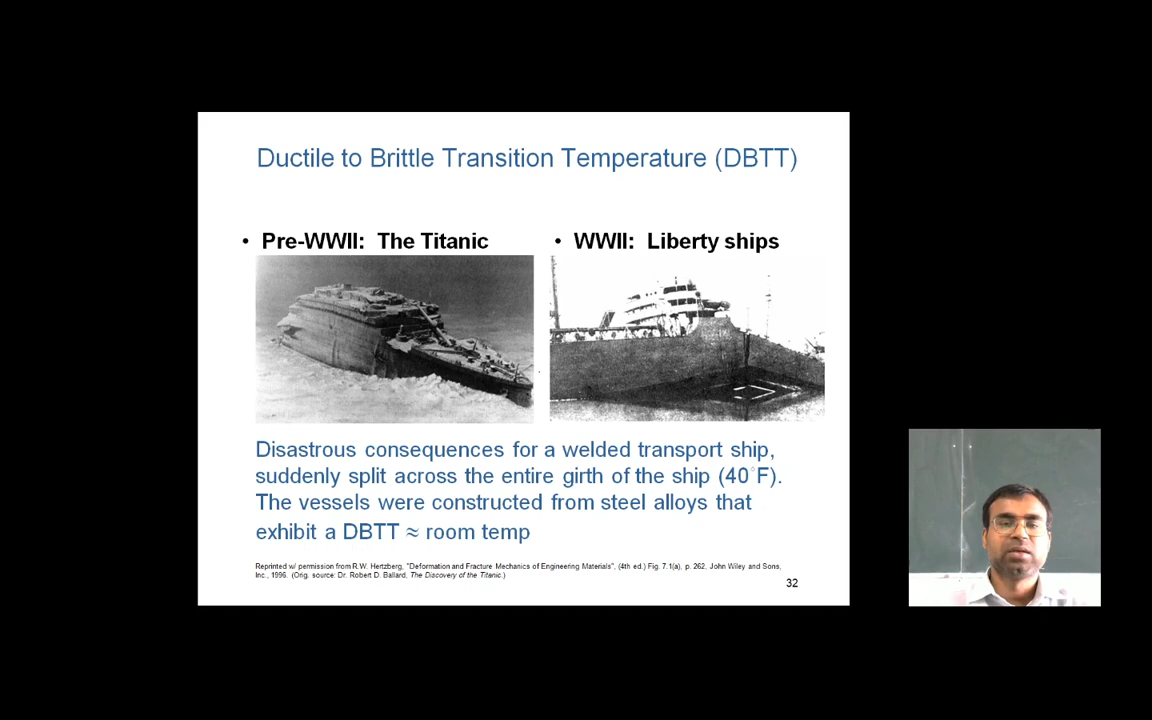 Ductile to Brittle Transition Temperature (DBTT)
• Pre-WWII: The Titanic
• WWII: Liberty ships
Disastrous consequences for a welded transport ship,
suddenly split across the entire girth of the ship (40°F).
The vessels were constructed from steel alloys that
exhibit a DBTT ≈ room temp
Reprinted w/ permission from R.W. Hertzberg, "Deformation and Fracture Mechanics of Engineering Materials", (4th ed.) Fig. 7.1(a), p. 262, John Wiley and Sons,
Inc., 1996. (Orig. source: Dr. Robert D. Ballard, The Discovery of the Titanic.)
32